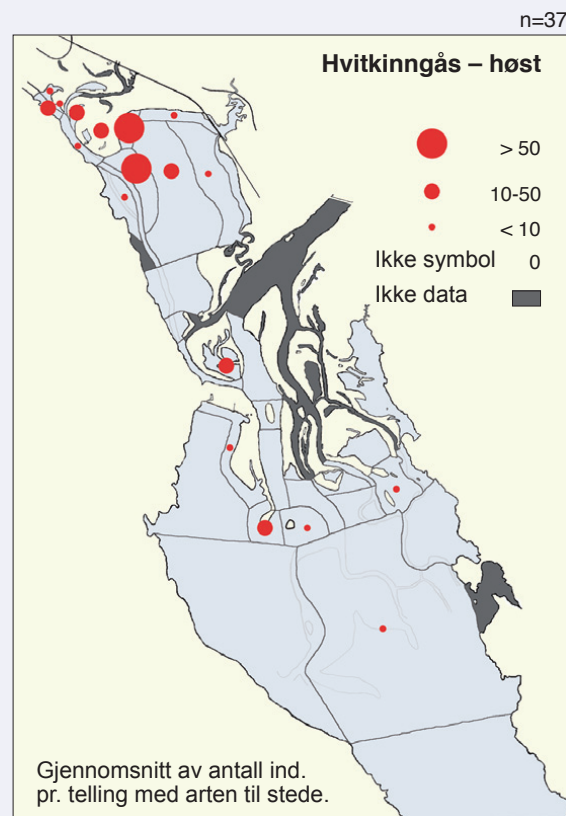 n=37
Hvitkinngås – høst
> 50
10-50
< 10
Ikke symbol 0
Ikke data
Gjennomsnitt av antall ind.
pr. telling med arten til stede.